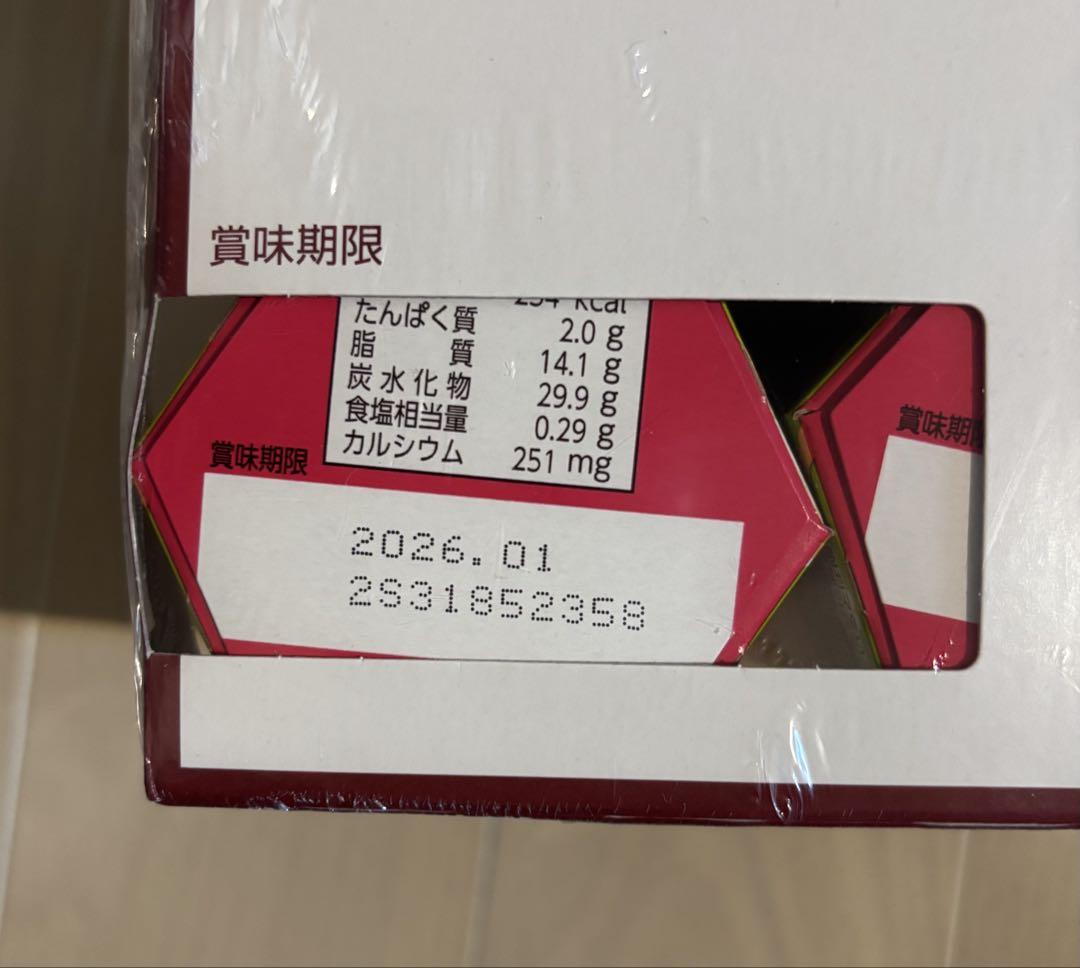 賞味期限
234 kcal
たんぱく質 2.0 g
脂質 14.1 g
炭水化物 29.9 g
食塩相当量 0.29 g
カルシウム 251 mg
賞味期限
2026.01
2S31852358
賞味期限